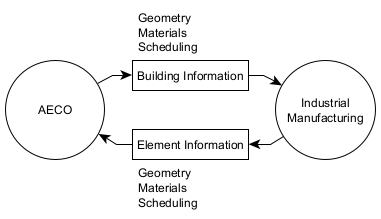 Geometry
Materials
Scheduling
Building Information
AECO
Industrial
Manufacturing
Element Information
Geometry
Materials
Scheduling